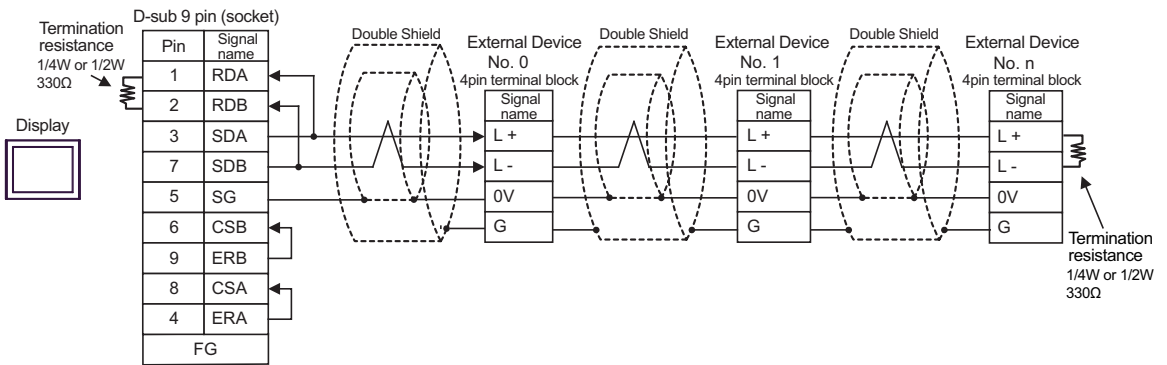 D-sub 9 pin (socket)
Termination
resistance
1/4W or 1/2W
330Ω
Display
Pin Signal name
1 RDA
2 RDB
3 SDA
7 SDB
5 SG
6 CSB
9 ERB
8 CSA
4 ERA
FG
Double Shield
External Device
No. 0
4pin terminal block
Signal
name
L +
L -
0V
G
Double Shield
External Device
No. 1
4pin terminal block
Signal
name
L +
L -
0V
G
Double Shield
External Device
No. n
4pin terminal block
Signal
name
L +
L -
0V
G
Termination
resistance
1/4W or 1/2W
330Ω